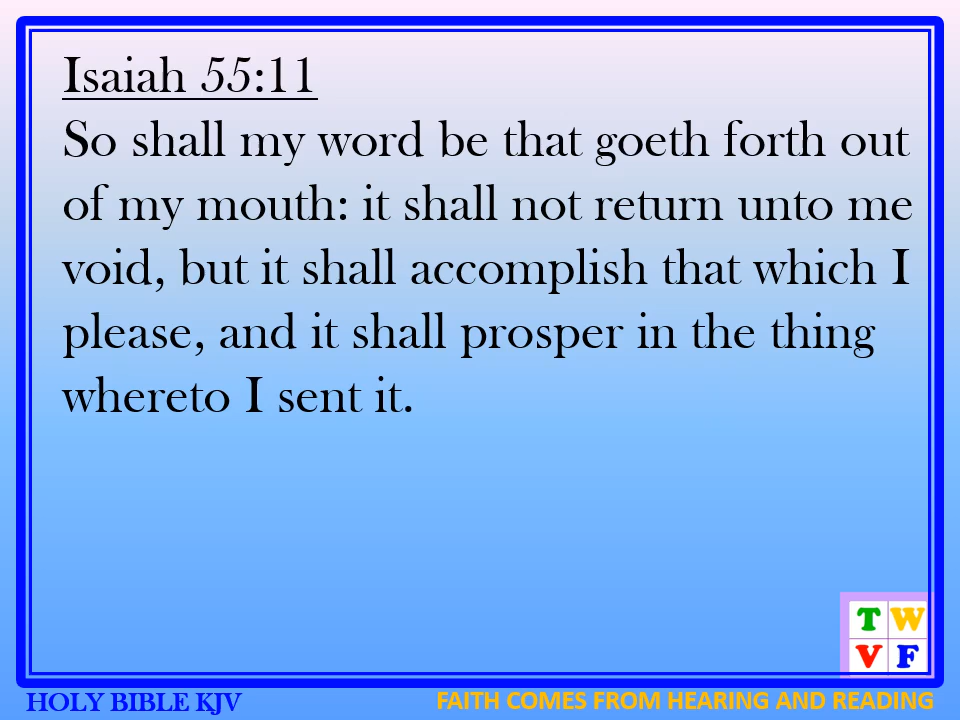 Isaiah 55:11
So shall my word be that goeth forth out
of my mouth: it shall not return unto me
void, but it shall accomplish that which I
please, and it shall prosper in the thing
whereto I sent it.
T W
V F
HOLY BIBLE KJV
FAITH COMES FROM HEARING AND READING